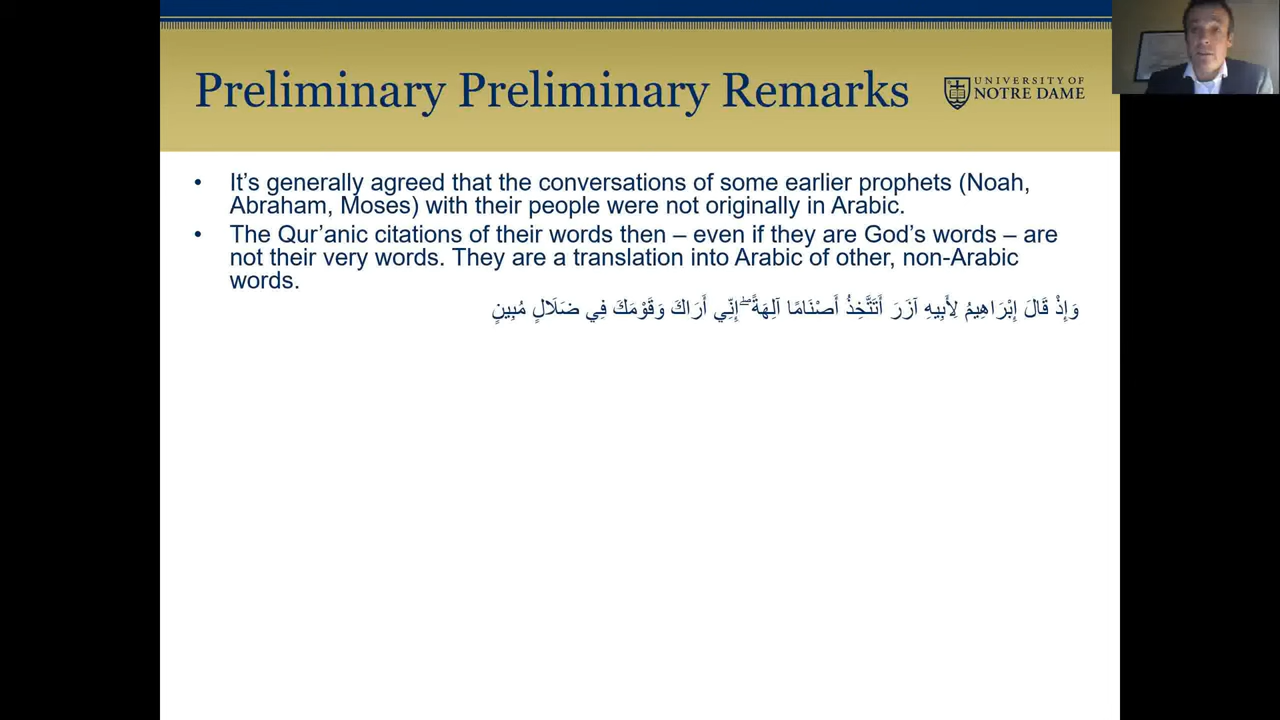 Preliminary Preliminary Remarks
UNIVERSITY OF
NOTRE DAME
• It’s generally agreed that the conversations of some earlier prophets (Noah,
Abraham, Moses) with their people were not originally in Arabic.
• The Qur’anic citations of their words then – even if they are God’s words – are
not their very words. They are a translation into Arabic of other, non-Arabic
words.
وَإِذْ قَالَ إِبْرَاهِيمُ لِأَبِيهِ آزَرَ أَتَتَّخِذُ أَصْنَامًا آلِهَةً ۖ إِنِّي أَرَاكَ وَقَوْمَكَ فِي ضَلَالٍ مُبِينٍ